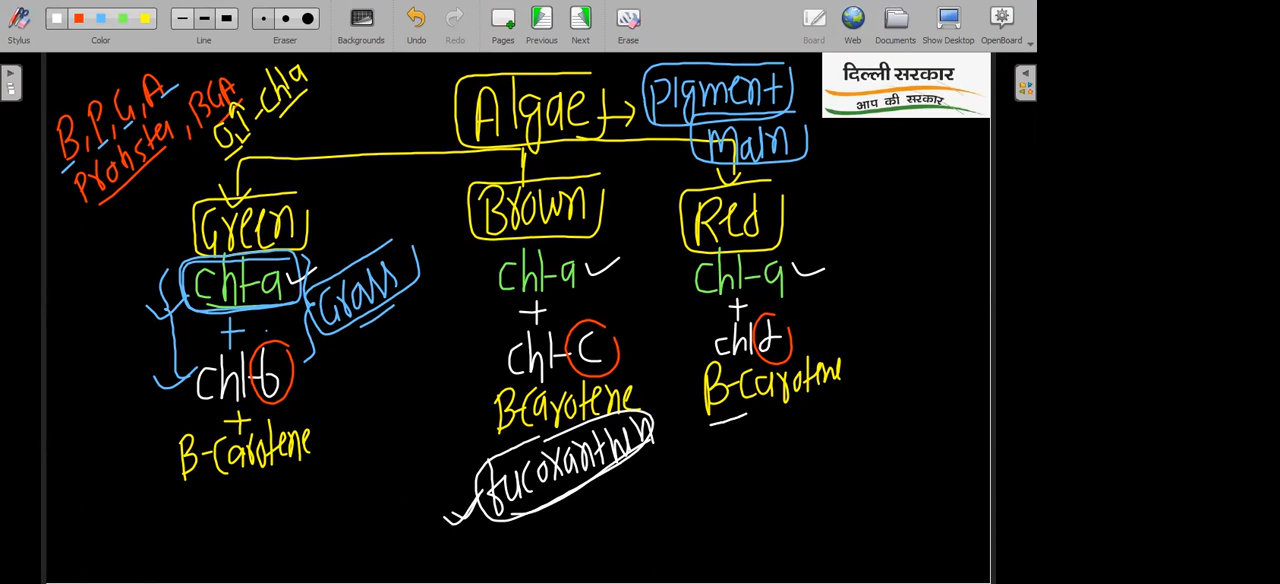 Stylus
Color
Line
Eraser
Backgrounds
Undo
Redo
Pages
Previous
Next
Erase
Board
Web
Documents
Show Desktop
OpenBoard
दिल्ली सरकार
आप की सरकार
B, P, G, A
Protista, BGA
chla
Algae
Pigment
Main
Green
Brown
Red
chl-a
chl-a
chl-a
Grass
+
+
+
chl-b
chl-c
chl d
+
B-Carotene
B-Carotene
B-Carotene
fucoxanthin